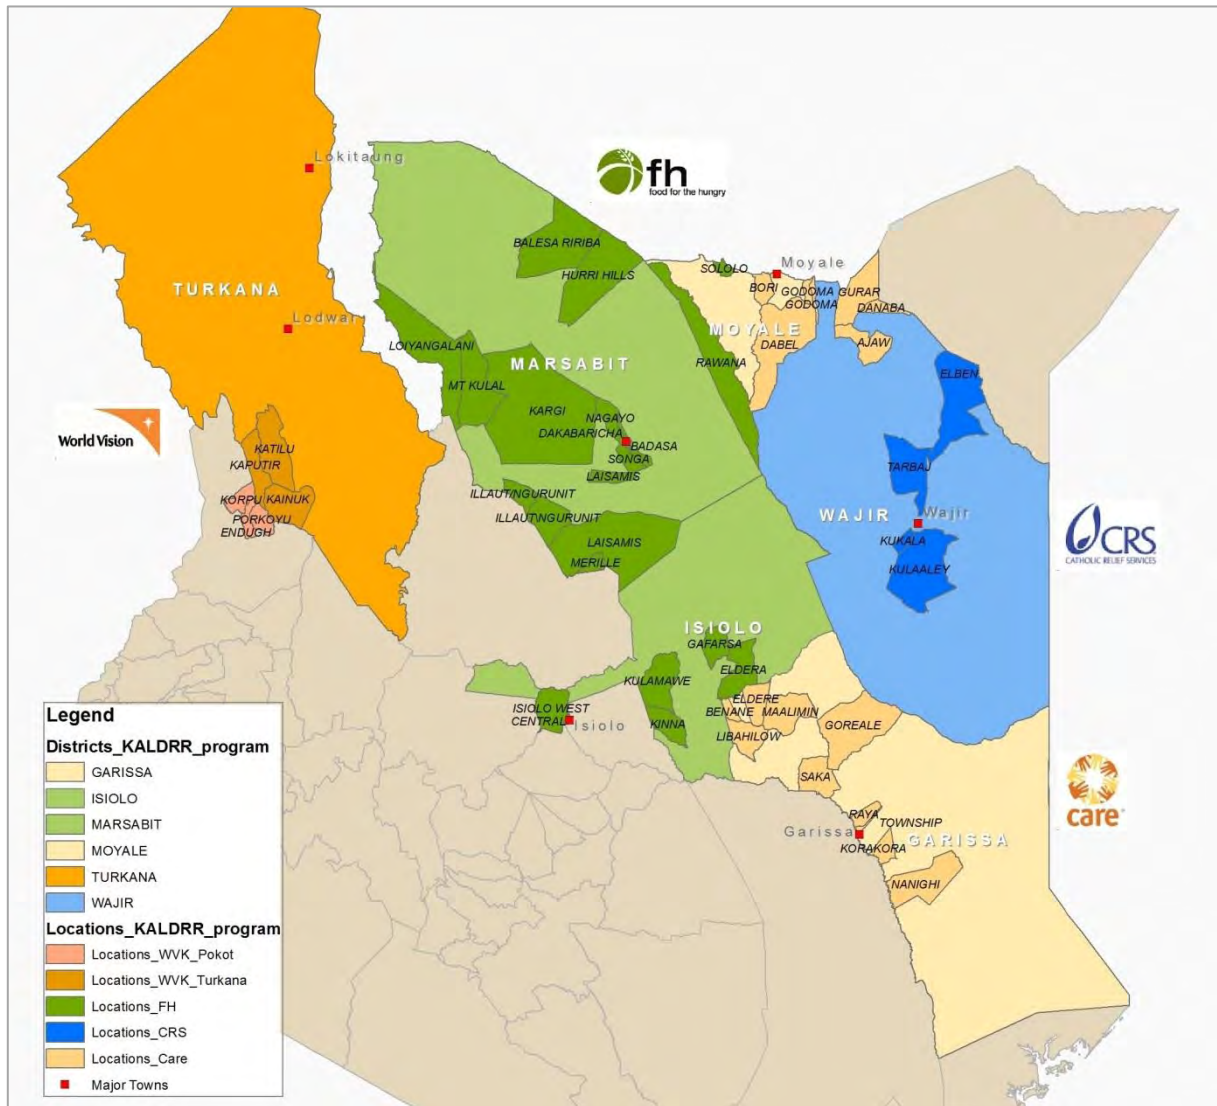 Lokitaung
fh
food for the hungry
BALESA RIRIBA
HURRI HILLS
SOLOLO
Moyale
BORI
GODOMA
GODOMA
GURAR
DANABA
TURKANA
Lodwar
MOYALE
DABEL
AJAW
LOIYANGALANI
MARSABIT
RAWANA
ELBEN
MT KULAL
KARGI
NAGAYO
DAKABARICHA
BADASA
SONGA
LAISAMIS
World Vision
KATILU
KAPUTIR
KORPU
KAINUK
PORKOYU
ENDUGH
TARBAJ
ILLAUT/NGURUNIT
ILLAUT/NGURUNIT
WAJIR
Wajir
LAISAMIS
KUKALA
MERILLE
KULAALEY
CRS
CATHOLIC RELIEF SERVICES
ISIOLO
GAFARSA
ELDERA
KULAMAWE
ELDERE
BENANE
MAALIMIN
ISIOLO WEST
CENTRAL
Isiolo
KINNA
LIBAHILOW
GOREALE
SAKA
care
RAYA
TOWNSHIP
Garissa
KORAKORA
GARISSA
NANIGHI
Legend
Districts_KALDRR_program
GARISSA
ISIOLO
MARSABIT
MOYALE
TURKANA
WAJIR
Locations_KALDRR_program
Locations_WVK_Pokot
Locations_WVK_Turkana
Locations_FH
Locations_CRS
Locations_Care
Major Towns